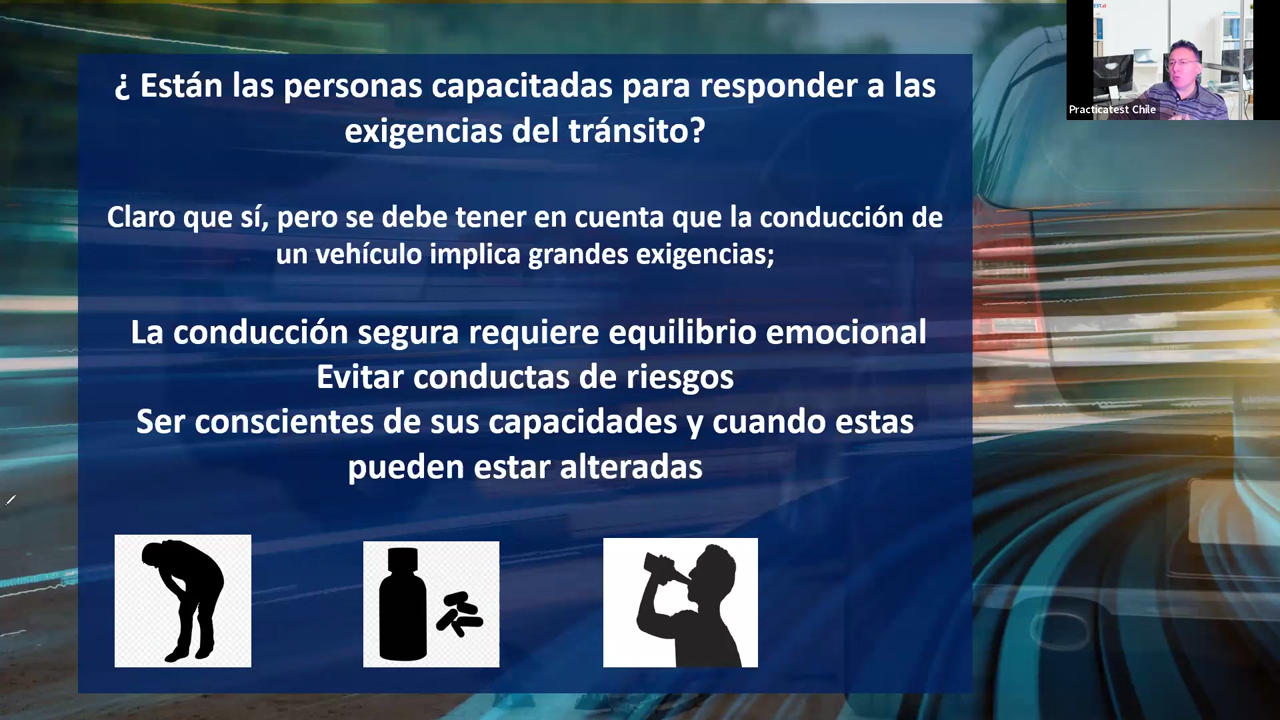 ¿ Están las personas capacitadas para responder a las
exigencias del tránsito?
Claro que sí, pero se debe tener en cuenta que la conducción de
un vehículo implica grandes exigencias;
La conducción segura requiere equilibrio emocional
Evitar conductas de riesgos
Ser conscientes de sus capacidades y cuando estas
pueden estar alteradas
Practicatest Chile